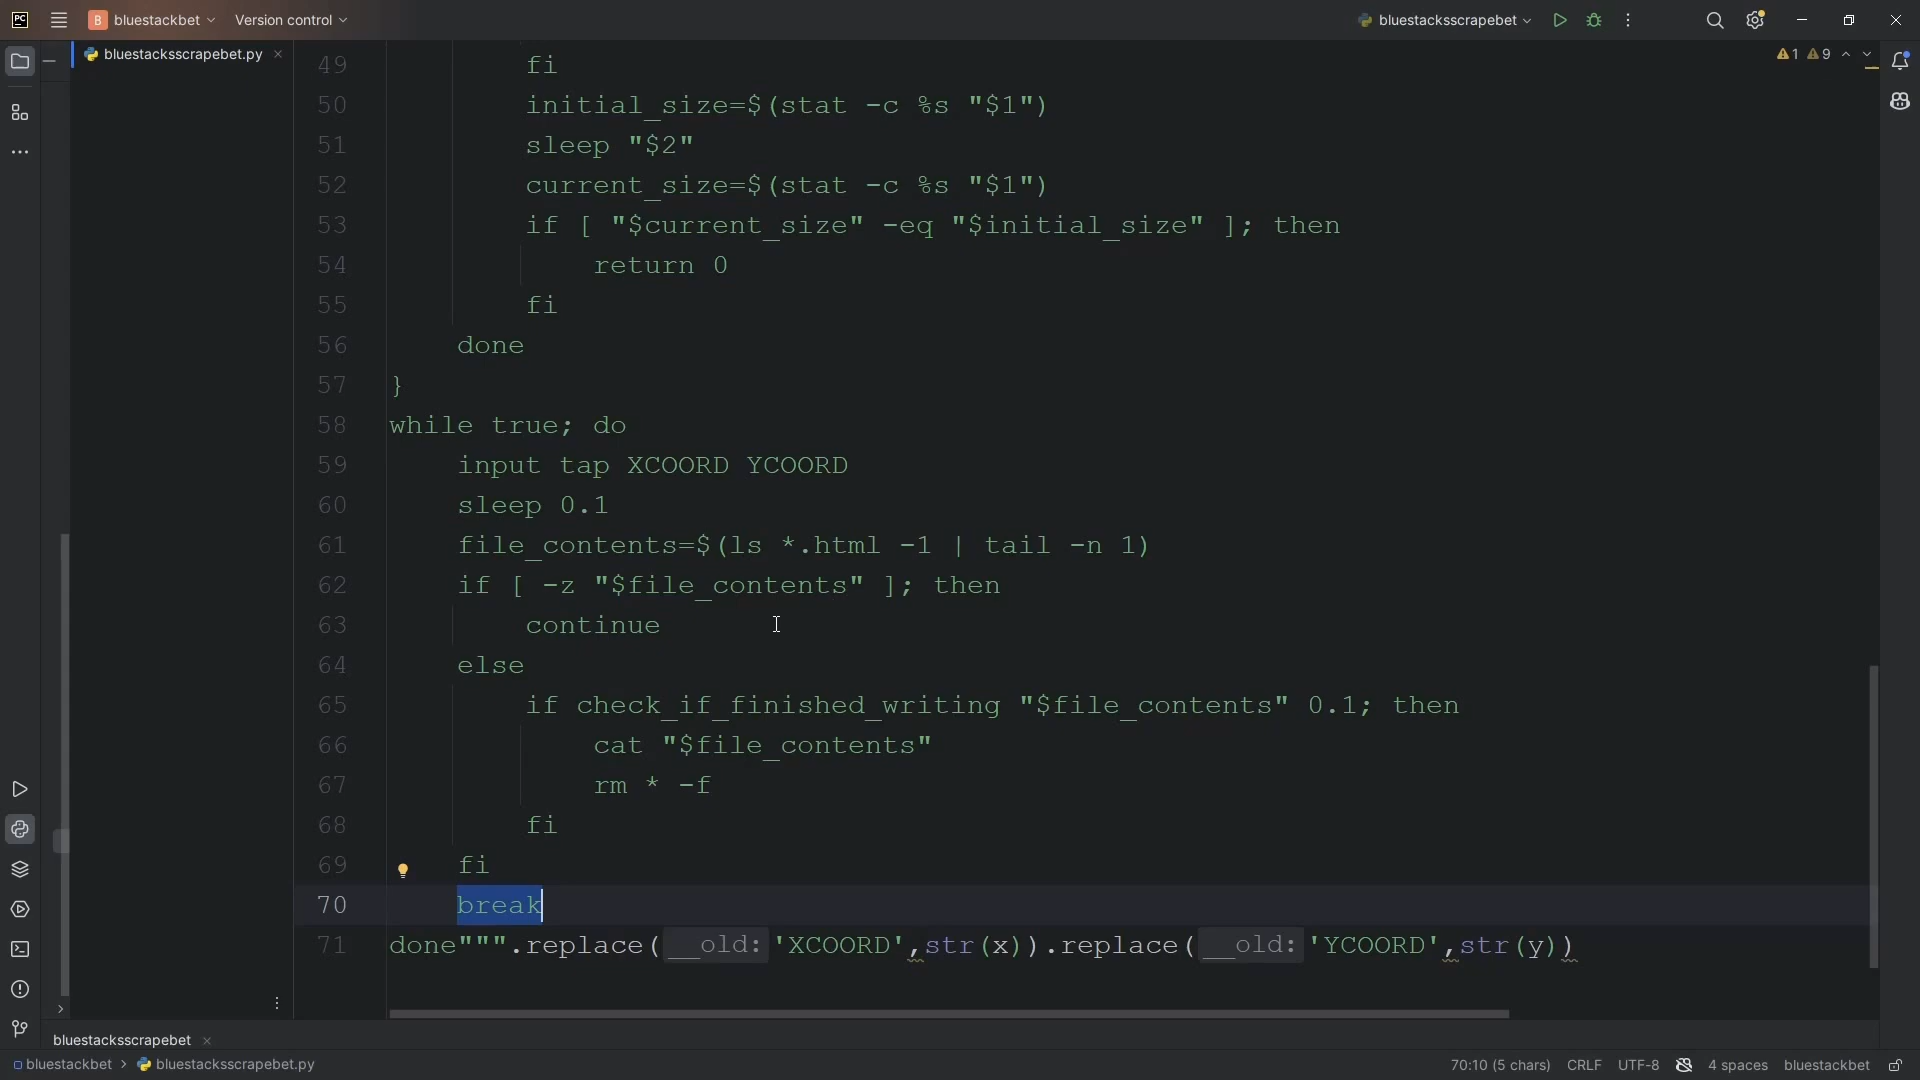 PC
B bluestackbet
Version control
bluestacksscrapebet
bluestacksscrapebet.py
1 9
49 fi
50 initial_size=$(stat -c %s "$1")
51 sleep "$2"
52 current_size=$(stat -c %s "$1")
53 if [ "$current_size" -eq "$initial_size" ]; then
54 return 0
55 fi
56 done
57 }
58 while true; do
59 input tap XCOORD YCOORD
60 sleep 0.1
61 file_contents=$(ls *.html -1 | tail -n 1)
62 if [ -z "$file_contents" ]; then
63 continue
64 else
65 if check_if_finished_writing "$file_contents" 0.1; then
66 cat "$file_contents"
67 rm * -f
68 fi
69 fi
70 break
71 done""".replace( __old: 'XCOORD',str(x)).replace( __old: 'YCOORD',str(y))
bluestacksscrapebet
bluestackbet > bluestacksscrapebet.py
70:10 (5 chars) CRLF UTF-8 4 spaces bluestackbet